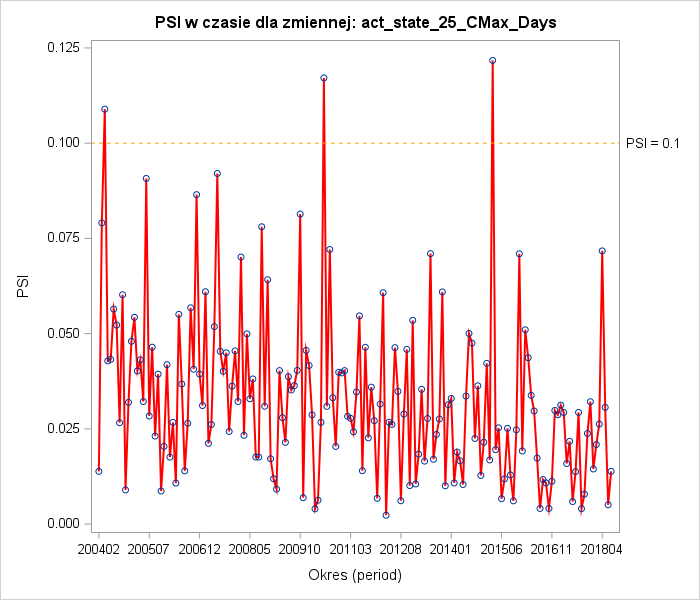 PSI w czasie dla zmiennej: act_state_25_CMax_Days
0.125
0.100
PSI = 0.1
0.075
PSI
0.050
0.025
0.000
200402 200507 200612 200805 200910 201103 201208 201401 201506 201611 201804
Okres (period)